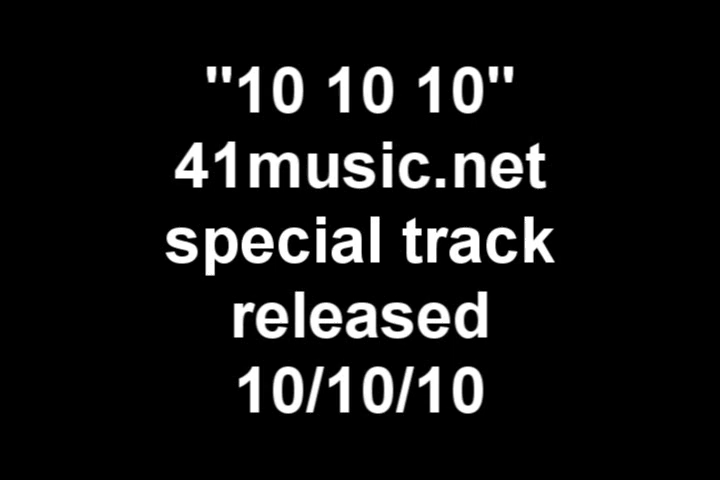 "10 10 10"
41music.net
special track
released
10/10/10